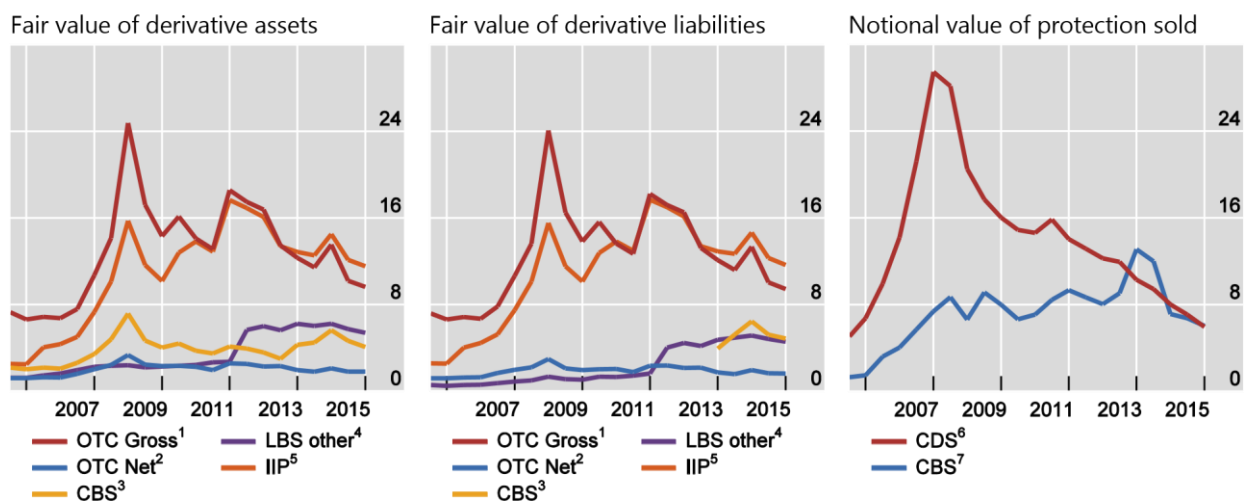 Fair value of derivative assets
Fair value of derivative liabilities
Notional value of protection sold
24
16
8
0
2007 2009 2011 2013 2015
OTC Gross¹ LBS other⁴
OTC Net² IIP⁵
CBS³
24
16
8
0
2007 2009 2011 2013 2015
OTC Gross¹ LBS other⁴
OTC Net² IIP⁵
CBS³
24
16
8
0
2007 2009 2011 2013 2015
CDS⁶
CBS⁷